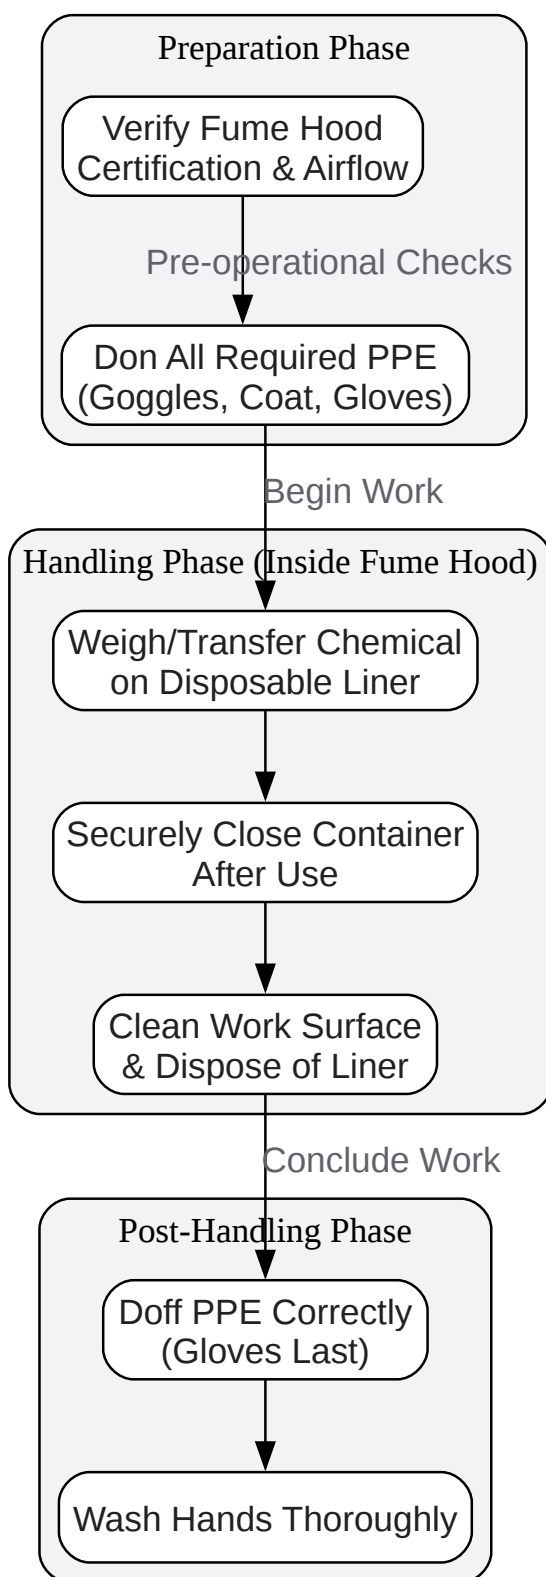 Preparation Phase
Verify Fume Hood
Certification & Airflow
Pre-operational Checks
Don All Required PPE
(Goggles, Coat, Gloves)
Begin Work
Handling Phase (Inside Fume Hood)
Weigh/Transfer Chemical
on Disposable Liner
Securely Close Container
After Use
Clean Work Surface
& Dispose of Liner
Conclude Work
Post-Handling Phase
Doff PPE Correctly
(Gloves Last)
Wash Hands Thoroughly